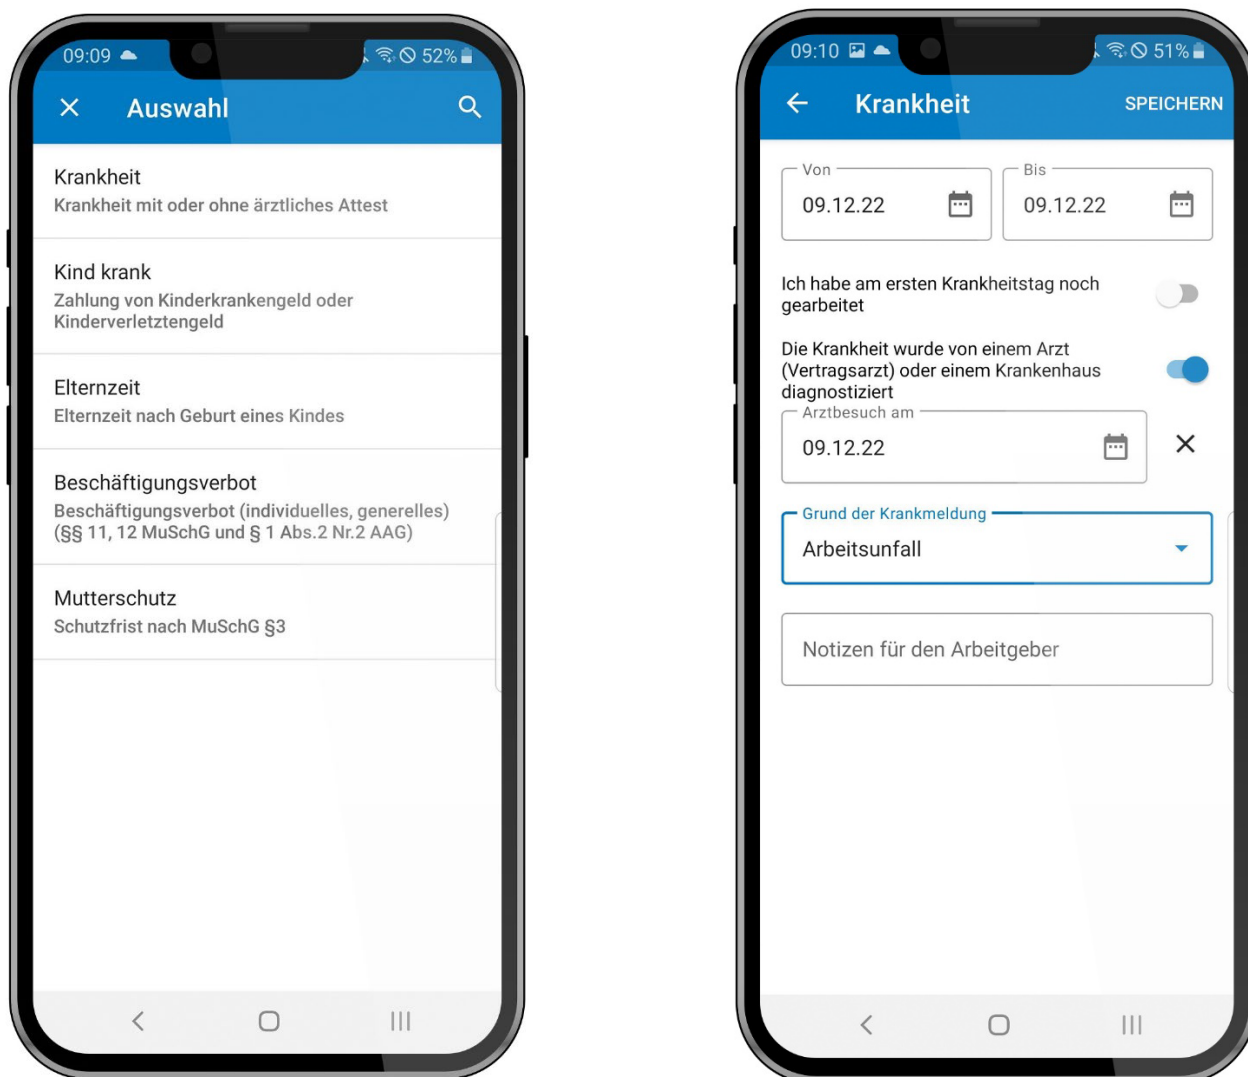 09:09
52%
Auswahl
Krankheit
Krankheit mit oder ohne ärztliches Attest
Kind krank
Zahlung von Kinderkrankengeld oder
Kinderverletztengeld
Elternzeit
Elternzeit nach Geburt eines Kindes
Beschäftigungsverbot
Beschäftigungsverbot (individuelles, generelles)
(§§ 11, 12 MuSchG und § 1 Abs.2 Nr.2 AAG)
Mutterschutz
Schutzfrist nach MuSchG §3
09:10
51%
Krankheit
SPEICHERN
Von
Bis
09.12.22
09.12.22
Ich habe am ersten Krankheitstag noch
gearbeitet
Die Krankheit wurde von einem Arzt
(Vertragsarzt) oder einem Krankenhaus
diagnostiziert
Arztbesuch am
09.12.22
Grund der Krankmeldung
Arbeitsunfall
Notizen für den Arbeitgeber